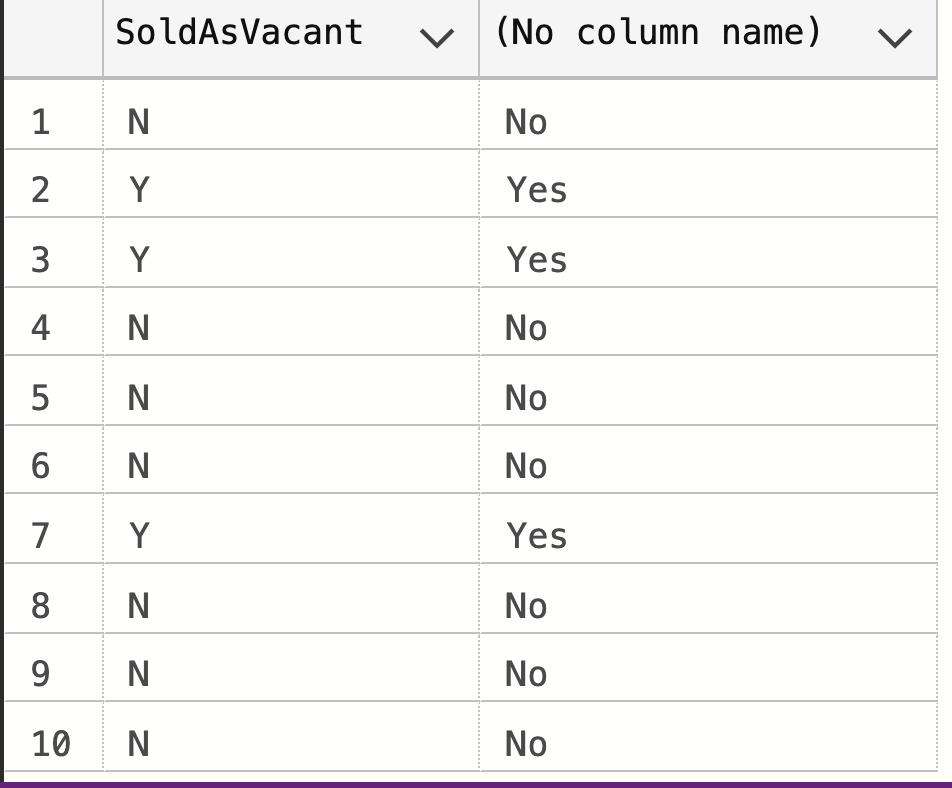 SoldAsVacant (No column name)
1 N No
2 Y Yes
3 Y Yes
4 N No
5 N No
6 N No
7 Y Yes
8 N No
9 N No
10 N No